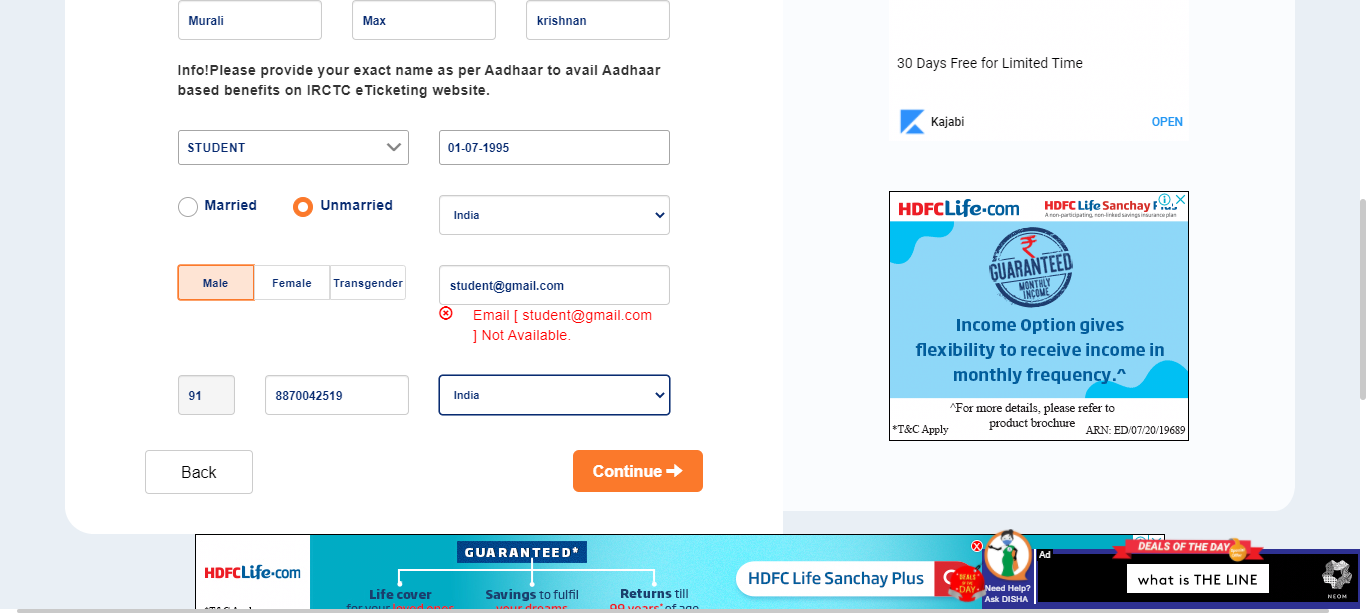 Murali
Max
krishnan
Info!Please provide your exact name as per Aadhaar to avail Aadhaar
based benefits on IRCTC eTicketing website.
STUDENT
01-07-1995
Married
Unmarried
India
Male
Female
Transgender
student@gmail.com
Email [ student@gmail.com
] Not Available.
91
8870042519
India
Back
Continue
30 Days Free for Limited Time
Kajabi
OPEN
HDFC Life.com
HDFC Life Sanchay
A non-participating, non-linked savings insurance plan
₹
GUARANTEED
MONTHLY
INCOME
Income Option gives
flexibility to receive income in
monthly frequency.^
^For more details, please refer to
product brochure
*T&C Apply
ARN: ED/07/20/19689
HDFC Life.com
GUARANTEED*
Life cover
for your loved ones
Savings to fulfil
your dreams
Returns till
99 years* of age
HDFC Life Sanchay Plus
*T&C Apply
Need Help?
Ask DISHA
DEALS OF THE DAY
Ad
DEALS OF THE DAY
what is THE LINE
NEOM